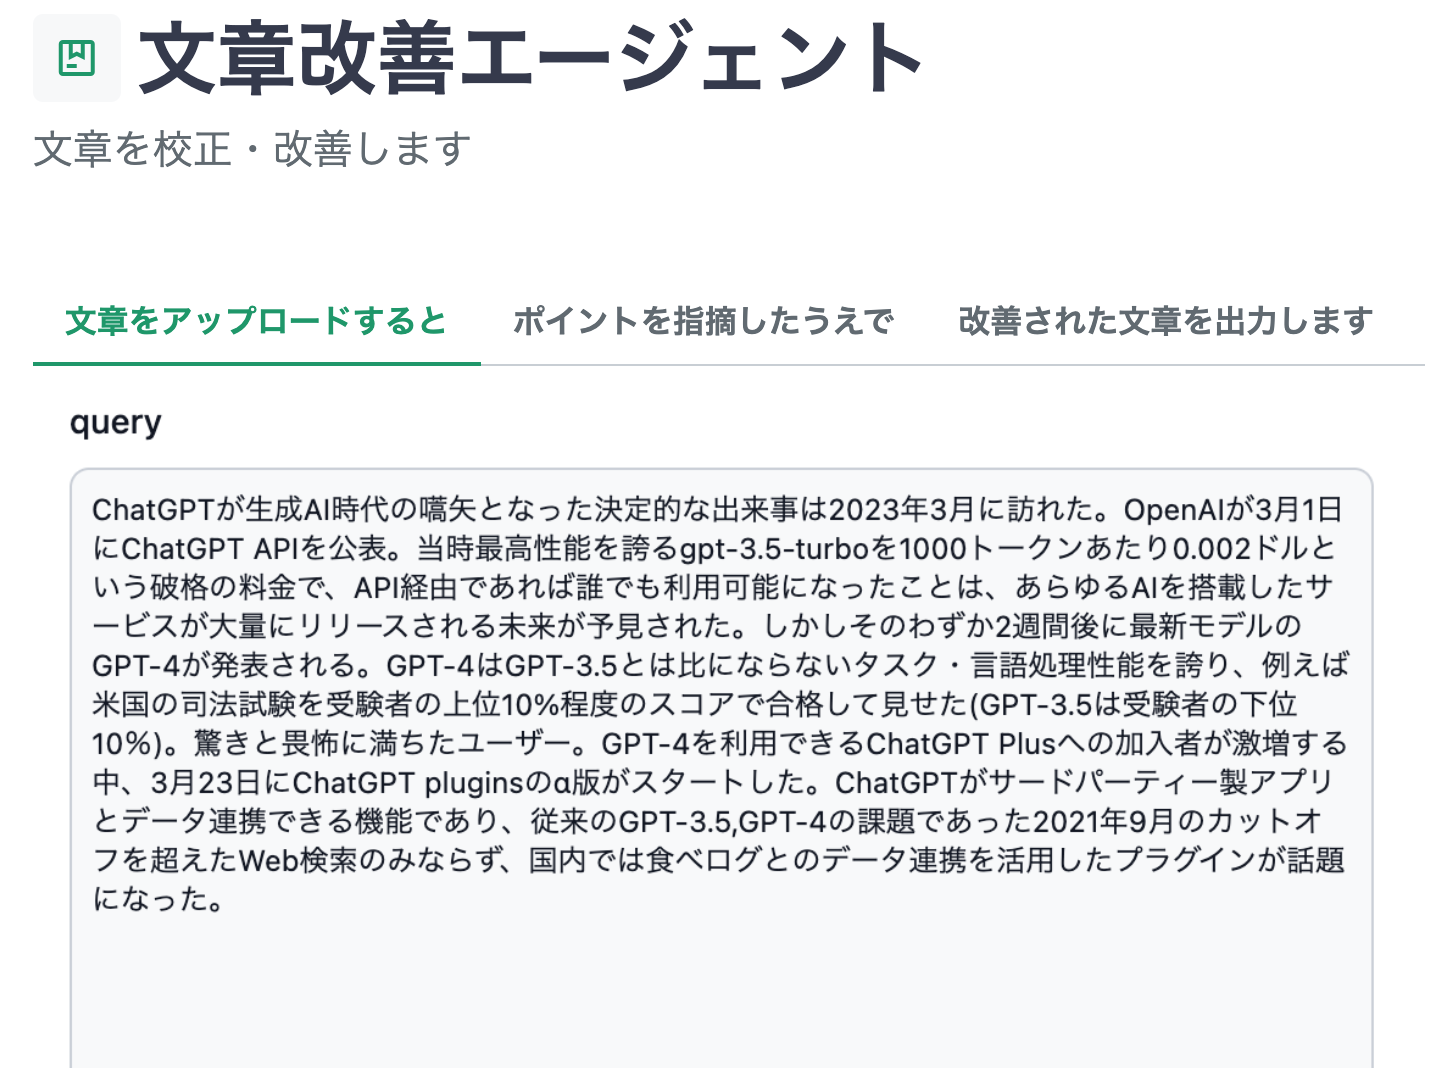 文章改善エージェント
文章を校正・改善します
文章をアップロードすると
ポイントを指摘したうえで
改善された文章を出力します
query
ChatGPTが生成AI時代の嚆矢となった決定的な出来事は2023年3月に訪れた。OpenAIが3月1日
にChatGPT APIを公表。当時最高性能を誇るgpt-3.5-turboを1000トークンあたり0.002ドルと
いう破格の料金で、API経由であれば誰でも利用可能になったことは、あらゆるAIを搭載したサ
ービスが大量にリリースされる未来が予見された。しかしそのわずか2週間後に最新モデルの
GPT-4が発表される。GPT-4はGPT-3.5とは比にならないタスク・言語処理性能を誇り、例えば
米国の司法試験を受験者の上位10%程度のスコアで合格して見せた(GPT-3.5は受験者の下位
10%)。驚きと畏怖に満ちたユーザー。GPT-4を利用できるChatGPT Plusへの加入者が激増する
中、3月23日にChatGPT pluginsのα版がスタートした。ChatGPTがサードパーティー製アプリ
とデータ連携できる機能であり、従来のGPT-3.5,GPT-4の課題であった2021年9月のカットオ
フを超えたWeb検索のみならず、国内では食べログとのデータ連携を活用したプラグインが話題
になった。